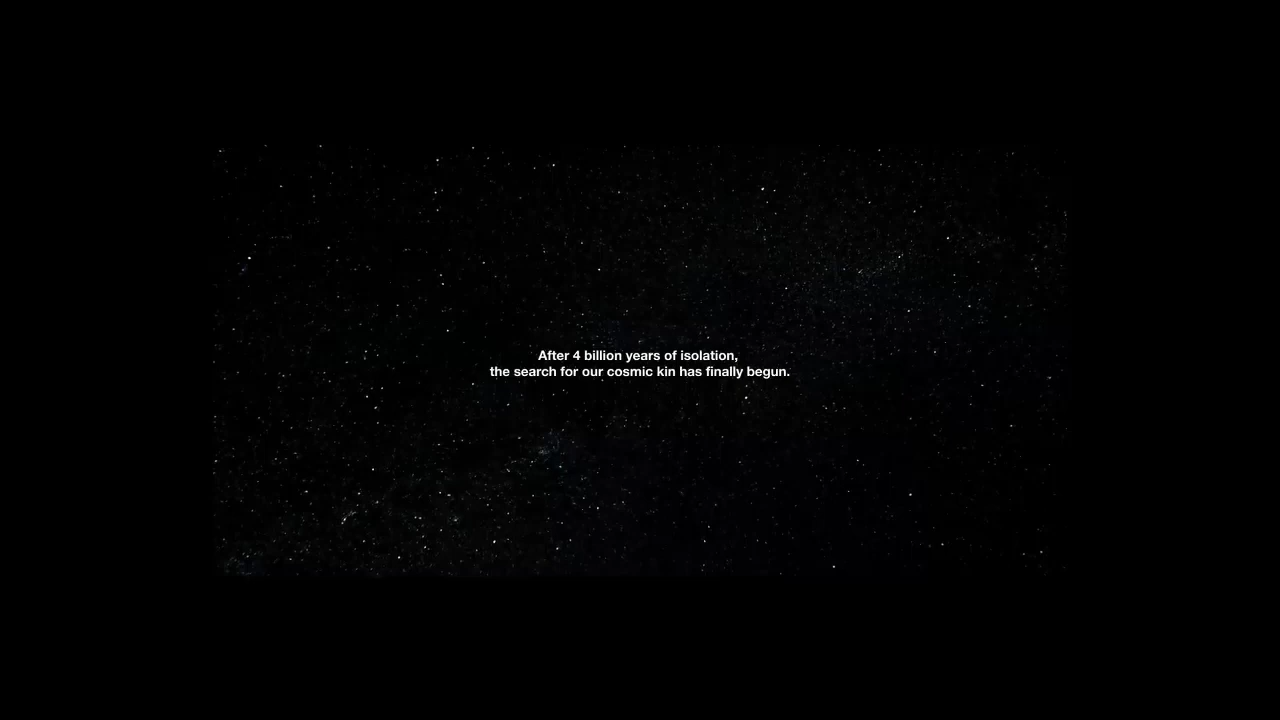 After 4 billion years of isolation,
the search for our cosmic kin has finally begun.